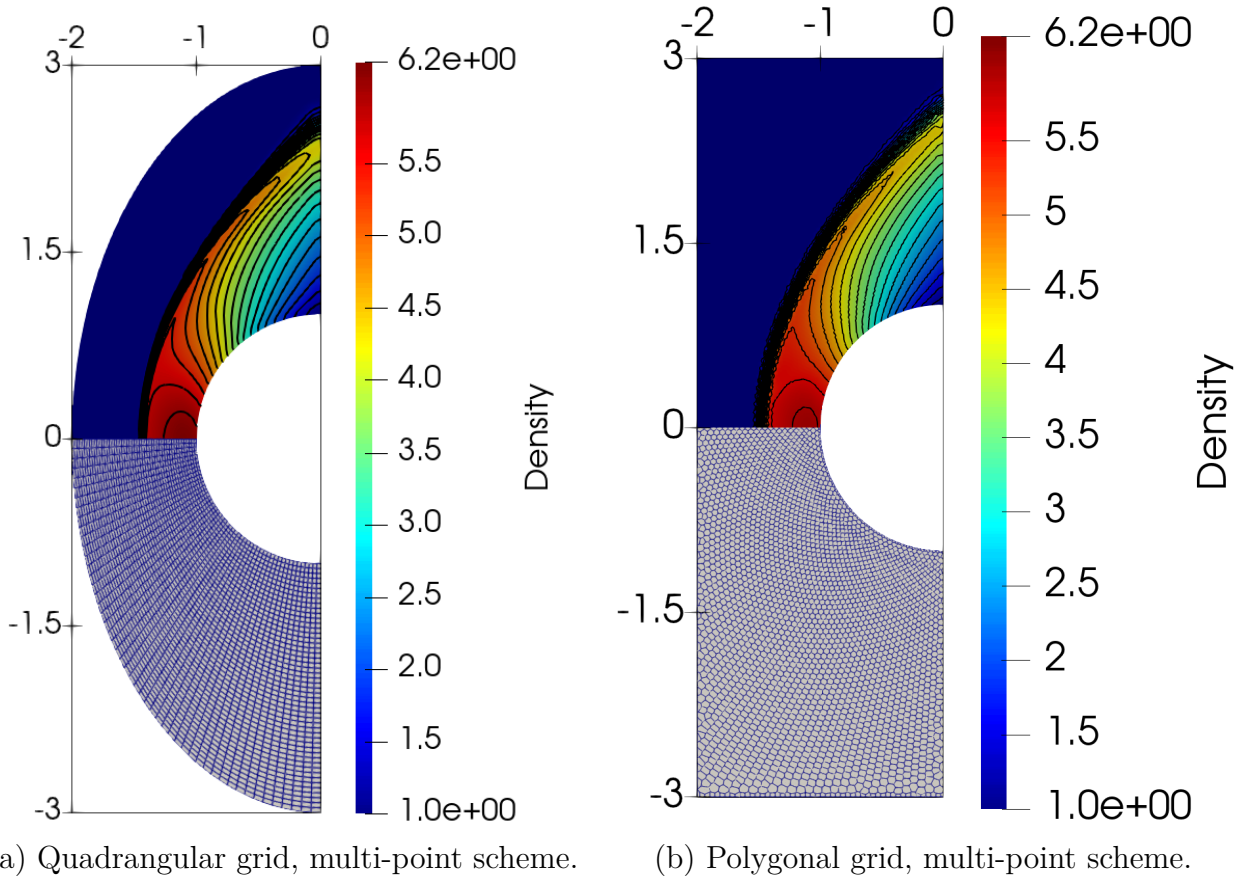 -2 -1 0
3
1.5
0
-1.5
-3
6.2e+00
5.5
5.0
4.5
4.0
3.5
3.0
2.5
2.0
1.5
1.0e+00
Density
a) Quadrangular grid, multi-point scheme.
-2 -1 0
3
1.5
0
-1.5
-3
6.2e+00
5.5
5
4.5
4
3.5
3
2.5
2
1.5
1.0e+00
Density
(b) Polygonal grid, multi-point scheme.